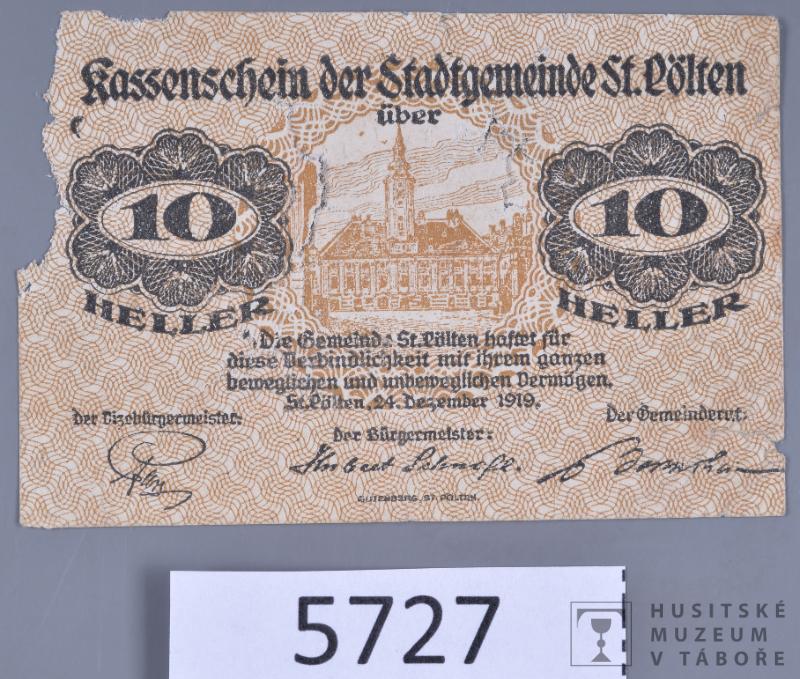 Kassenschein der Stadtgemeinde St. Pölten
über
10 10
HELLER HELLER
Die Gemeinde St. Pölten haftet für
diese Verbindlichkeit mit ihrem ganzen
beweglichen und unbeweglichen Vermögen.
St. Pölten, 24. Dezember 1919.
Der Vizebürgermeister: Der Gemeinderat:
Der Bürgermeister:
Hubert Schnofl.
GUTENBERG, ST. PÖLTEN.
5727
HUSITSKÉ
MUZEUM
V TÁBOŘE